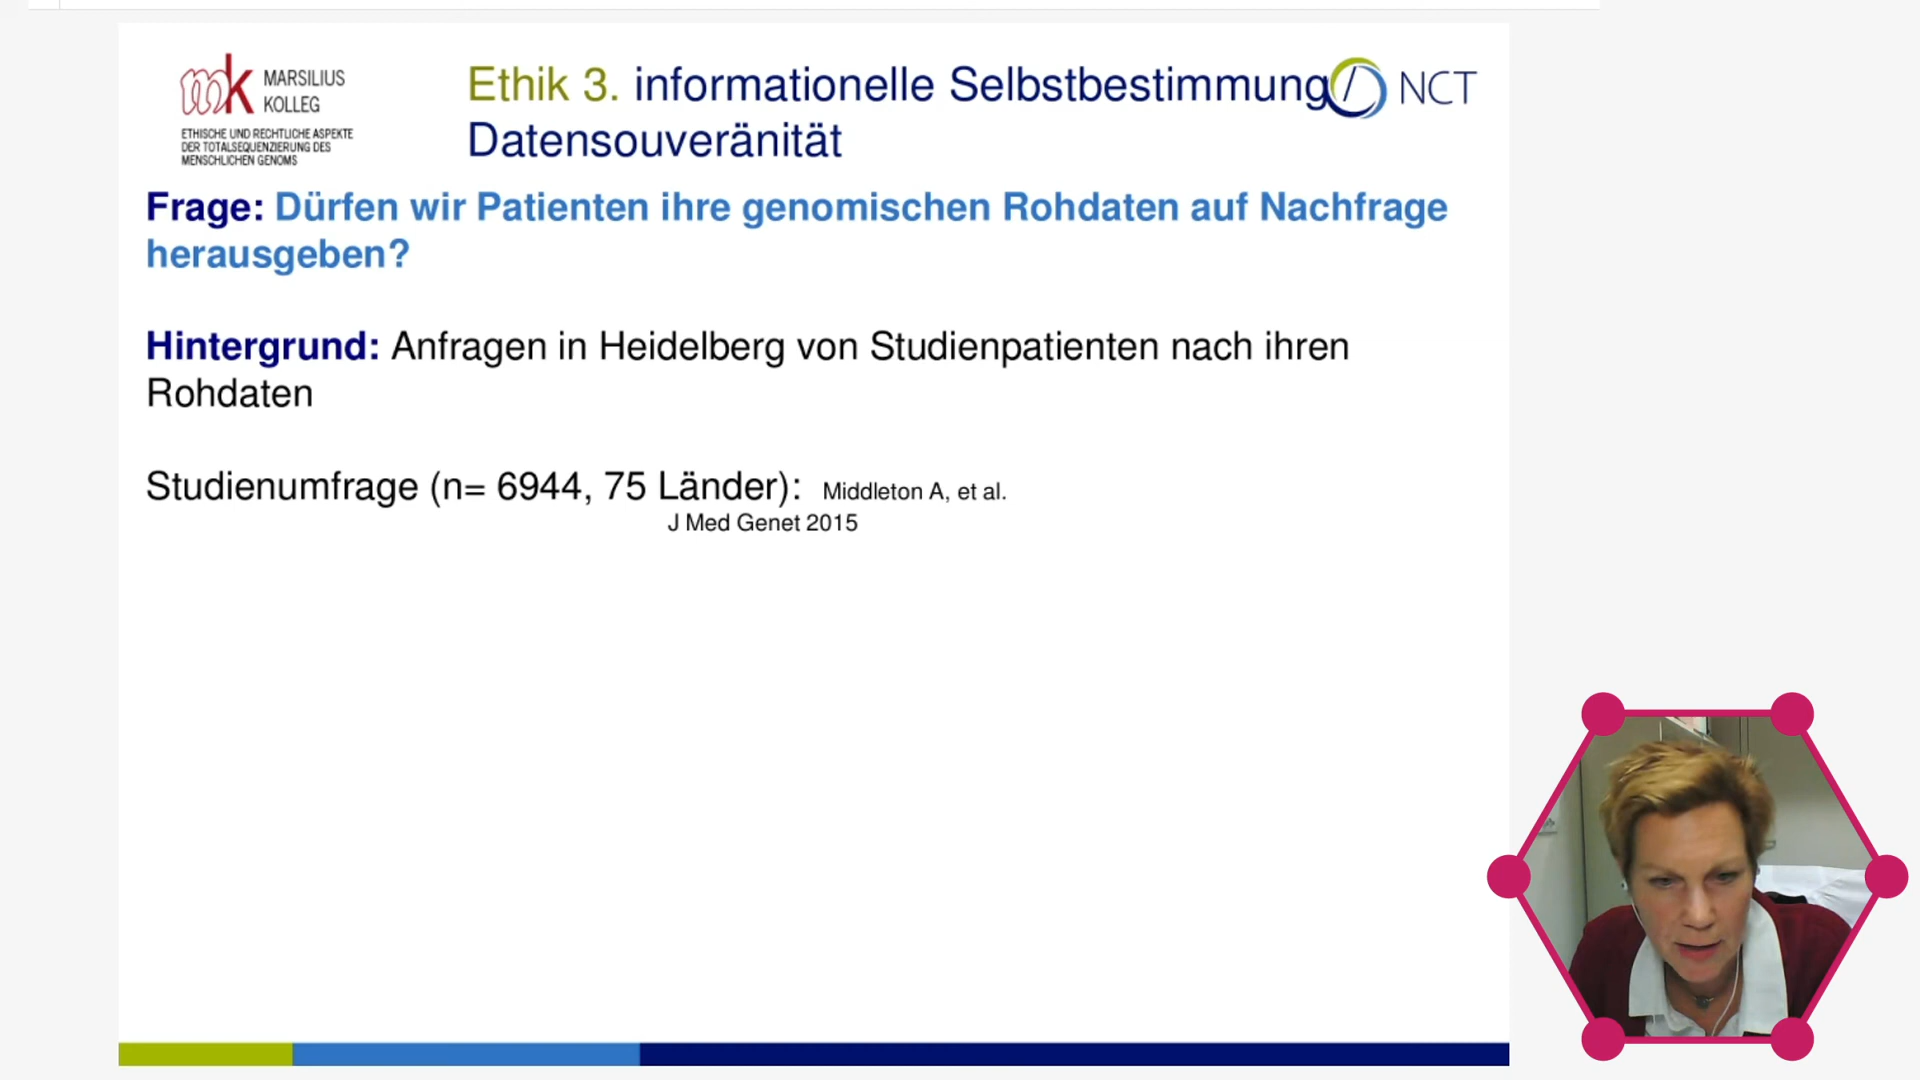 mk MARSILIUS
KOLLEG
ETHISCHE UND RECHTLICHE ASPEKTE
DER TOTALSEQUENZIERUNG DES
MENSCHLICHEN GENOMS
Ethik 3. informationelle Selbstbestimmung
Datensouveränität
NCT
Frage: Dürfen wir Patienten ihre genomischen Rohdaten auf Nachfrage
herausgeben?
Hintergrund: Anfragen in Heidelberg von Studienpatienten nach ihren
Rohdaten
Studienumfrage (n= 6944, 75 Länder): Middleton A, et al.
J Med Genet 2015